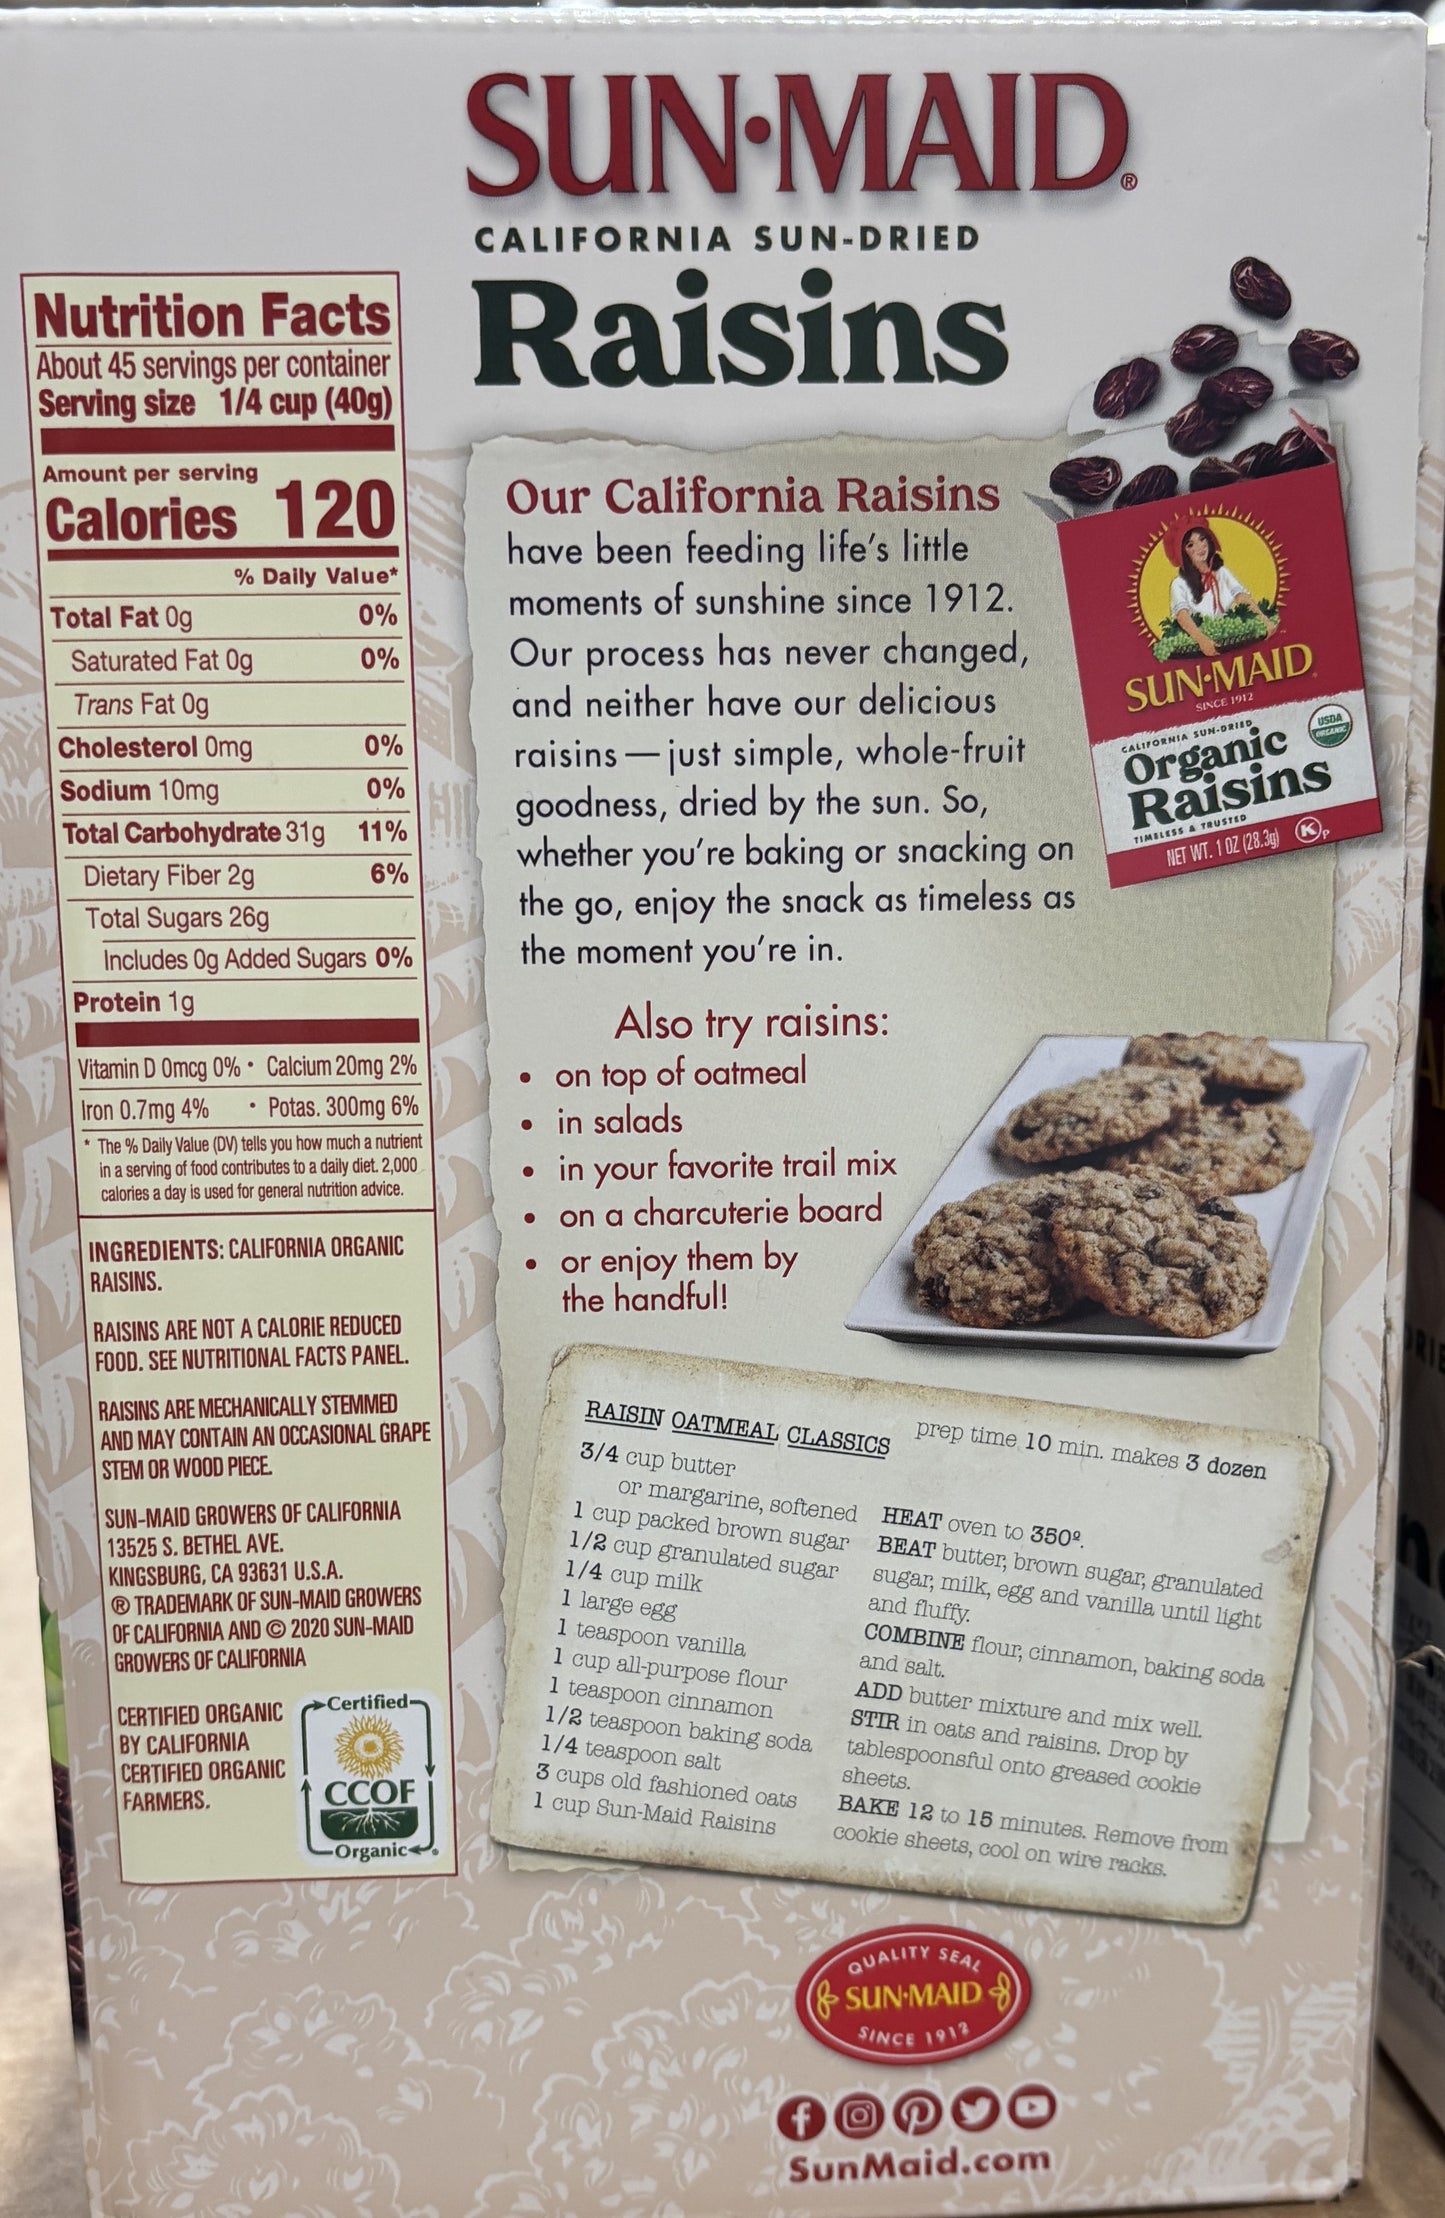 SUN·MAID®
CALIFORNIA SUN-DRIED
Raisins
Nutrition Facts
About 45 servings per container
Serving size 1/4 cup (40g)
Amount per serving
Calories 120
% Daily Value*
Total Fat 0g 0%
Saturated Fat 0g 0%
Trans Fat 0g
Cholesterol 0mg 0%
Sodium 10mg 0%
Total Carbohydrate 31g 11%
Dietary Fiber 2g 6%
Total Sugars 26g
Includes 0g Added Sugars 0%
Protein 1g
Vitamin D 0mcg 0% • Calcium 20mg 2%
Iron 0.7mg 4% • Potas. 300mg 6%
* The % Daily Value (DV) tells you how much a nutrient
in a serving of food contributes to a daily diet. 2,000
calories a day is used for general nutrition advice.
INGREDIENTS: CALIFORNIA ORGANIC
RAISINS.
RAISINS ARE NOT A CALORIE REDUCED
FOOD. SEE NUTRITIONAL FACTS PANEL.
RAISINS ARE MECHANICALLY STEMMED
AND MAY CONTAIN AN OCCASIONAL GRAPE
STEM OR WOOD PIECE.
SUN-MAID GROWERS OF CALIFORNIA
13525 S. BETHEL AVE.
KINGSBURG, CA 93631 U.S.A.
® TRADEMARK OF SUN-MAID GROWERS
OF CALIFORNIA AND © 2020 SUN-MAID
GROWERS OF CALIFORNIA
CERTIFIED ORGANIC
BY CALIFORNIA
CERTIFIED ORGANIC
FARMERS.
Certified
CCOF
Organic
Our California Raisins
have been feeding life's little
moments of sunshine since 1912.
Our process has never changed,
and neither have our delicious
raisins — just simple, whole-fruit
goodness, dried by the sun. So,
whether you're baking or snacking on
the go, enjoy the snack as timeless as
the moment you're in.
SUN·MAID
SINCE 1912
CALIFORNIA SUN-DRIED
USDA
ORGANIC
Organic
Raisins
TIMELESS & TRUSTED
NET WT. 1 OZ (28.3g) K P
Also try raisins:
• on top of oatmeal
• in salads
• in your favorite trail mix
• on a charcuterie board
• or enjoy them by
the handful!
RAISIN OATMEAL CLASSICS prep time 10 min. makes 3 dozen
3/4 cup butter
or margarine, softened
1 cup packed brown sugar
1/2 cup granulated sugar
1/4 cup milk
1 large egg
1 teaspoon vanilla
1 cup all-purpose flour
1 teaspoon cinnamon
1/2 teaspoon baking soda
1/4 teaspoon salt
3 cups old fashioned oats
1 cup Sun-Maid Raisins
HEAT oven to 350º.
BEAT butter, brown sugar, granulated
sugar, milk, egg and vanilla until light
and fluffy.
COMBINE flour, cinnamon, baking soda
and salt.
ADD butter mixture and mix well.
STIR in oats and raisins. Drop by
tablespoonsful onto greased cookie
sheets.
BAKE 12 to 15 minutes. Remove from
cookie sheets, cool on wire racks.
QUALITY SEAL
SUN·MAID
SINCE 1912
SunMaid.com